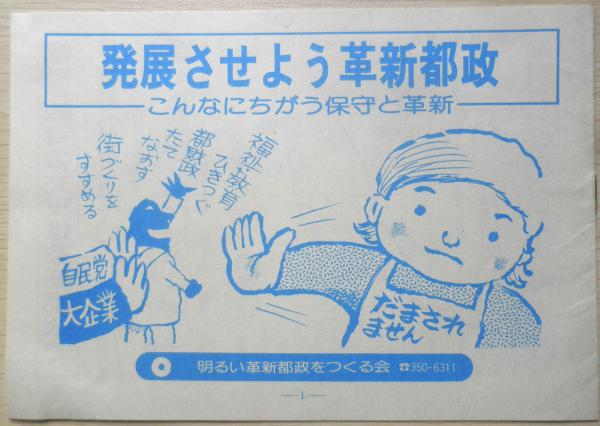 発展させよう革新都政
こんなにちがう保守と革新
福祉・教育
ひきつぐ
都財政
たて
なおす
街づくりを
すすめる
自民党
大企業
だまされ
ません
明るい革新都政をつくる会 ☎350-6311
―1―